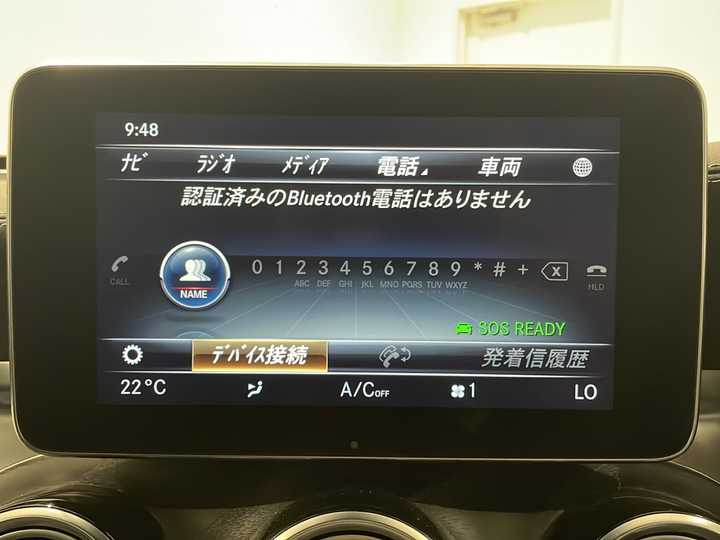 9:48
ナビ ラジオ メディア 電話 車両
認証済みのBluetooth電話はありません
0 1 2 3 4 5 6 7 8 9 * # +
CALL NAME ABC DEF GHI JKL MNO PQRS TUV WXYZ HLD
SOS READY
デバイス接続 発着信履歴
22°C A/C OFF 1 LO